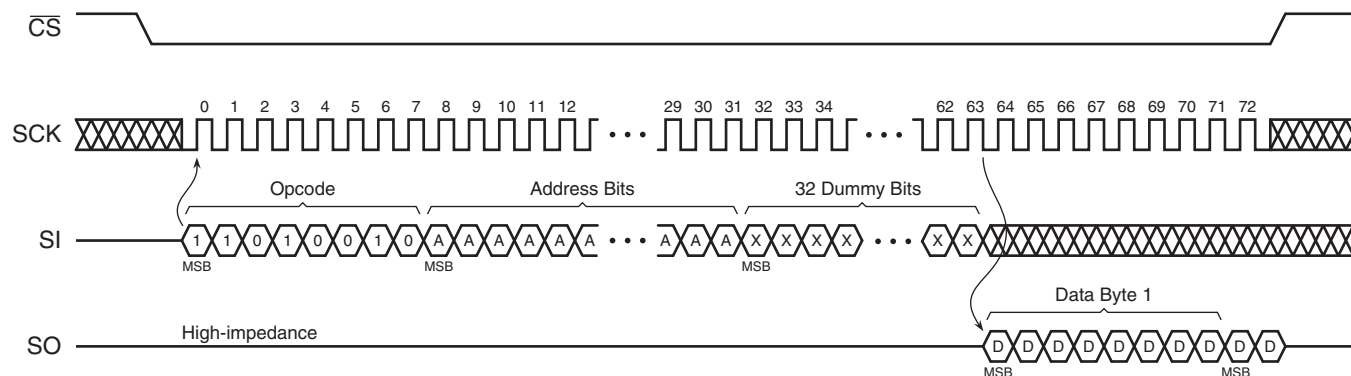 CS
0 1 2 3 4 5 6 7 8 9 10 11 12 29 30 31 32 33 34 62 63 64 65 66 67 68 69 70 71 72
SCK
Opcode Address Bits 32 Dummy Bits
SI 1 1 0 1 0 0 1 0 A A A A A A A A A X X X X X X
MSB MSB MSB
Data Byte 1
High-impedance
SO D D D D D D D D D D
MSB MSB